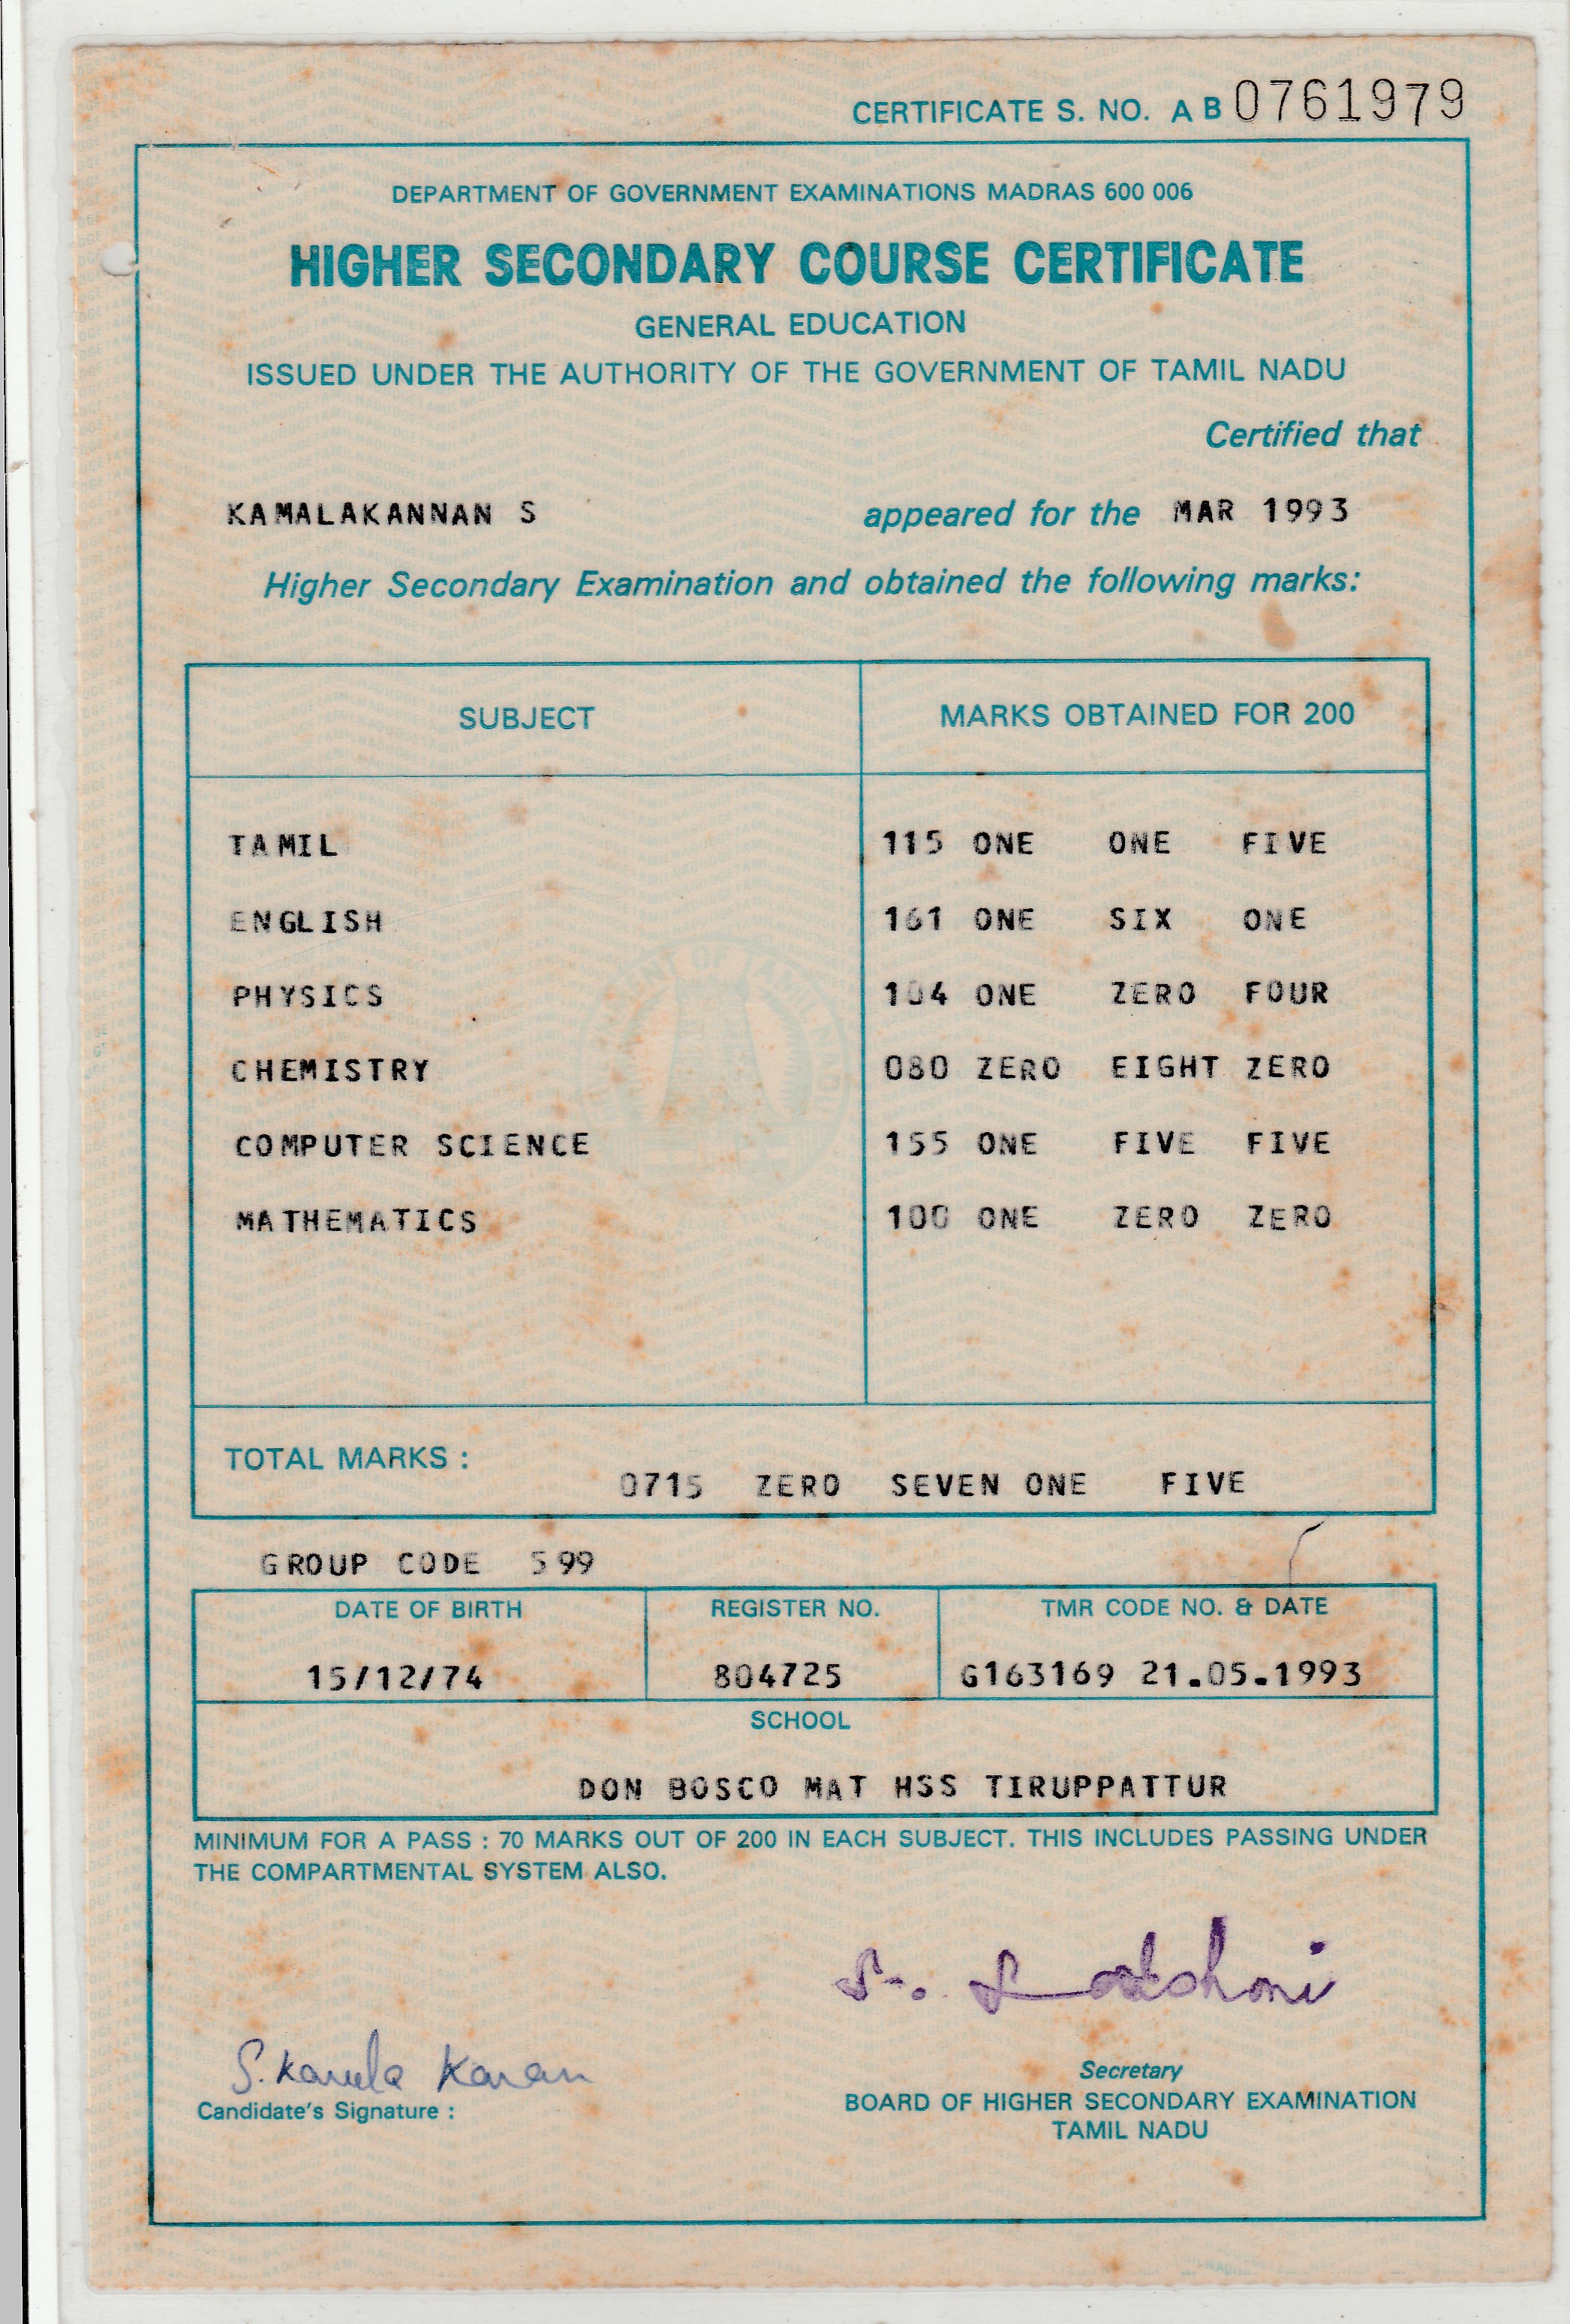 CERTIFICATE S. NO. A B 0761979
DEPARTMENT OF GOVERNMENT EXAMINATIONS MADRAS 600 006
HIGHER SECONDARY COURSE CERTIFICATE
GENERAL EDUCATION
ISSUED UNDER THE AUTHORITY OF THE GOVERNMENT OF TAMIL NADU
Certified that
KAMALAKANNAN S appeared for the MAR 1993
Higher Secondary Examination and obtained the following marks:
SUBJECT MARKS OBTAINED FOR 200
TAMIL 115 ONE ONE FIVE
ENGLISH 161 ONE SIX ONE
PHYSICS 104 ONE ZERO FOUR
CHEMISTRY 080 ZERO EIGHT ZERO
COMPUTER SCIENCE 155 ONE FIVE FIVE
MATHEMATICS 100 ONE ZERO ZERO
TOTAL MARKS :
0715 ZERO SEVEN ONE FIVE
GROUP CODE 599
DATE OF BIRTH REGISTER NO. TMR CODE NO. & DATE
15/12/74 804725 G163169 21.05.1993
SCHOOL
DON BOSCO MAT HSS TIRUPPATTUR
MINIMUM FOR A PASS : 70 MARKS OUT OF 200 IN EACH SUBJECT. THIS INCLUDES PASSING UNDER
THE COMPARTMENTAL SYSTEM ALSO.
S.
Candidate's Signature :
Secretary
BOARD OF HIGHER SECONDARY EXAMINATION
TAMIL NADU